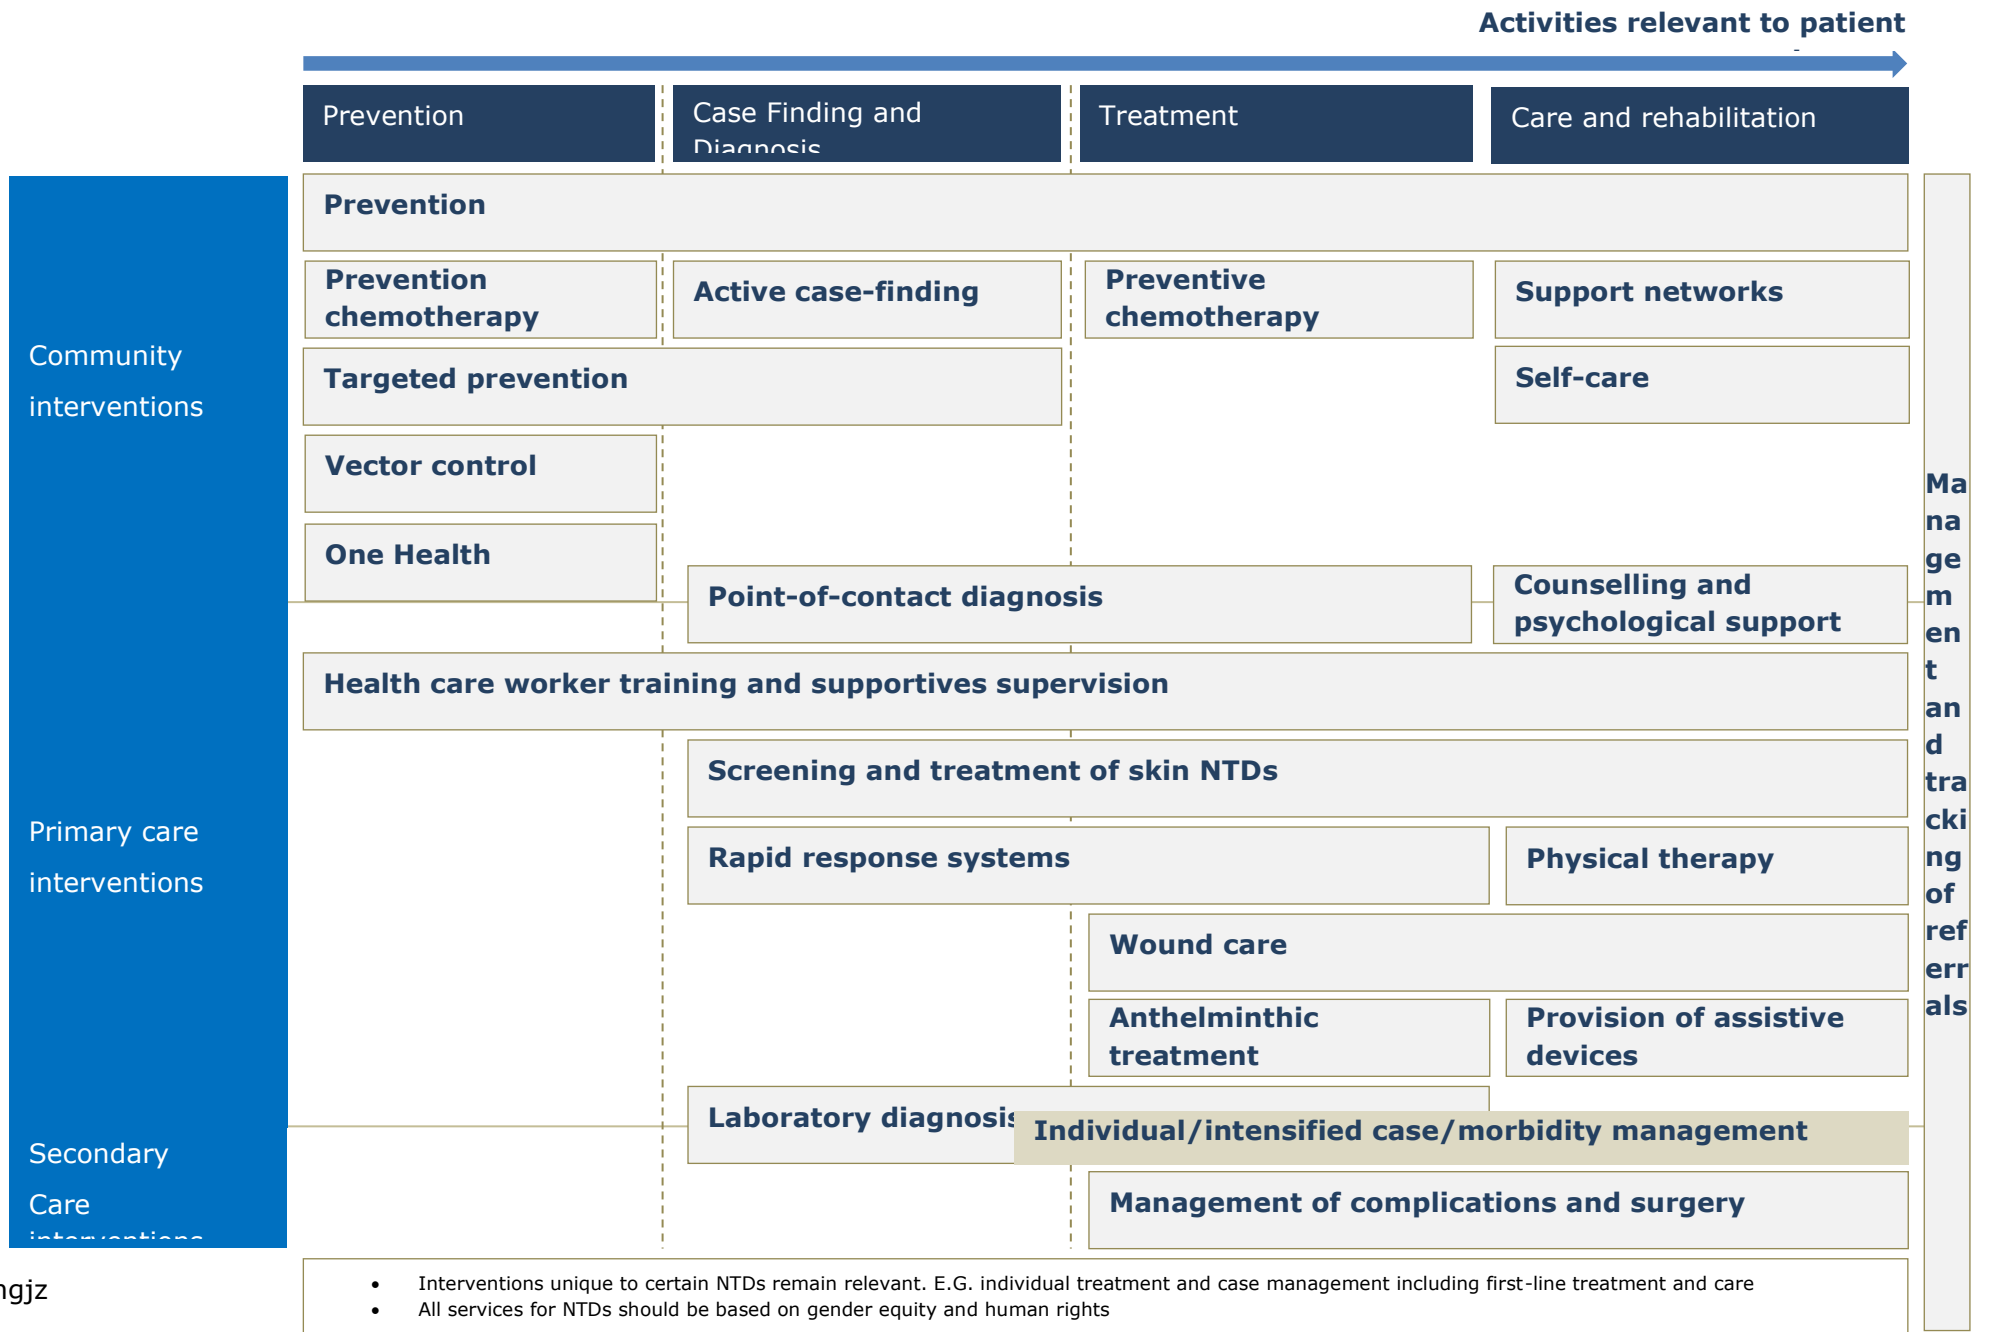 Activities relevant to patient
Prevention
Case Finding and
Diagnosis
Treatment
Care and rehabilitation
Community
interventions
Prevention
Prevention
chemotherapy
Active case-finding
Preventive
chemotherapy
Support networks
Targeted prevention
Self-care
Vector control
One Health
Point-of-contact diagnosis
Counselling and
psychological support
Primary care
interventions
Health care worker training and supportives supervision
Screening and treatment of skin NTDs
Rapid response systems
Physical therapy
Wound care
Anthelminthic
treatment
Provision of assistive
devices
Secondary
Care
interventions
Laboratory diagnosis
Individual/intensified case/morbidity management
Management of complications and surgery
Ma
na
ge
m
en
t
an
d
tra
cki
ng
of
ref
err
als
ngjz
• Interventions unique to certain NTDs remain relevant. E.G. individual treatment and case management including first-line treatment and care
• All services for NTDs should be based on gender equity and human rights